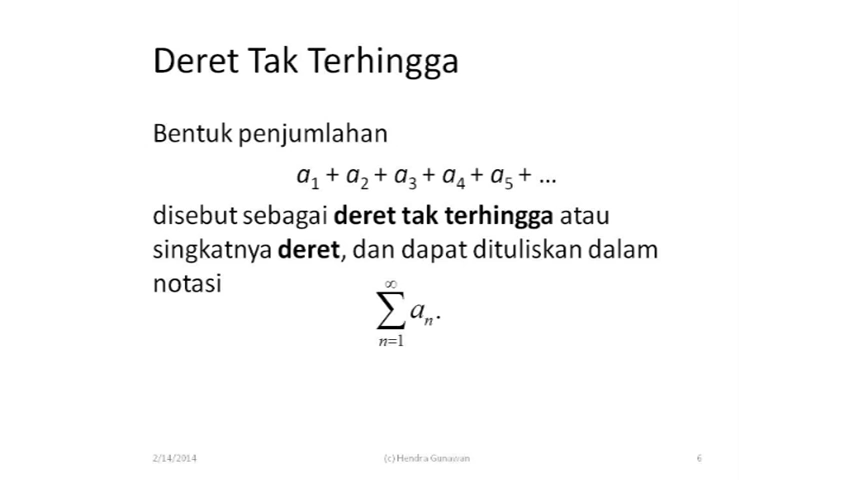 Deret Tak Terhingga
Bentuk penjumlahan
a₁ + a₂ + a₃ + a₄ + a₅ + …
disebut sebagai deret tak terhingga atau
singkatnya deret, dan dapat dituliskan dalam
notasi
∞
∑ aₙ.
n=1
2/14/2014 (c) Hendra Gunawan 6